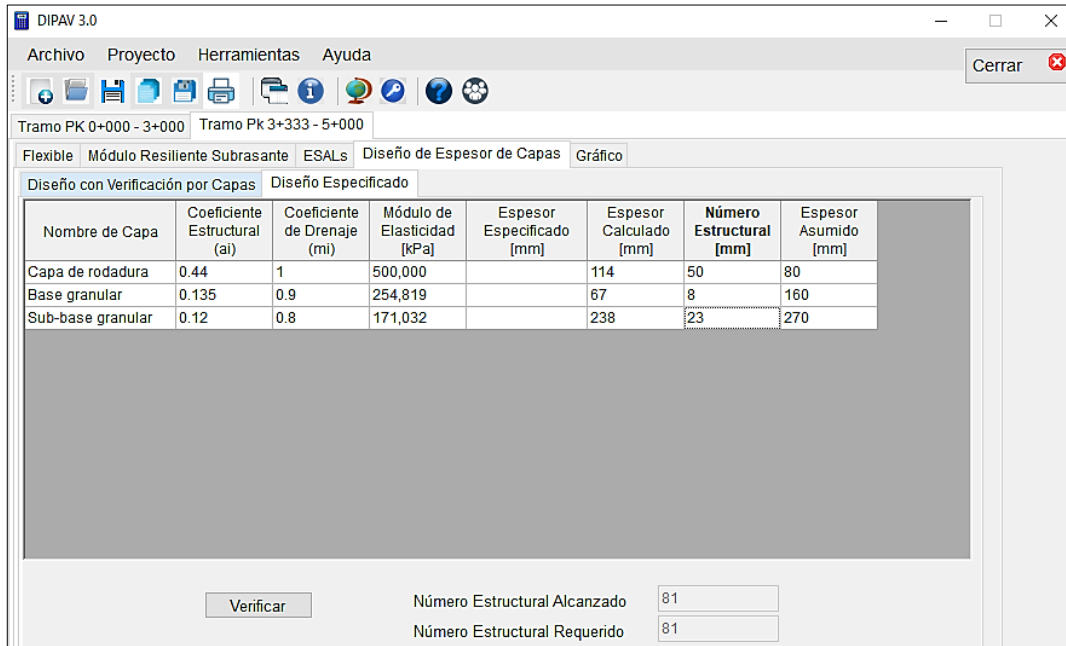 DIPAV 3.0
Archivo Proyecto Herramientas Ayuda
Cerrar
Tramo PK 0+000 - 3+000 Tramo Pk 3+333 - 5+000
Flexible Módulo Resiliente Subrasante ESALs Diseño de Espesor de Capas Gráfico
Diseño con Verificación por Capas Diseño Especificado
Nombre de Capa
Coeficiente
Estructural
(ai)
Coeficiente
de Drenaje
(mi)
Módulo de
Elasticidad
[kPa]
Espesor
Especificado
[mm]
Espesor
Calculado
[mm]
Número
Estructural
[mm]
Espesor
Asumido
[mm]
Capa de rodadura 0.44 1 500,000 114 50 80
Base granular 0.135 0.9 254,819 67 8 160
Sub-base granular 0.12 0.8 171,032 238 23 270
Verificar
Número Estructural Alcanzado 81
Número Estructural Requerido 81